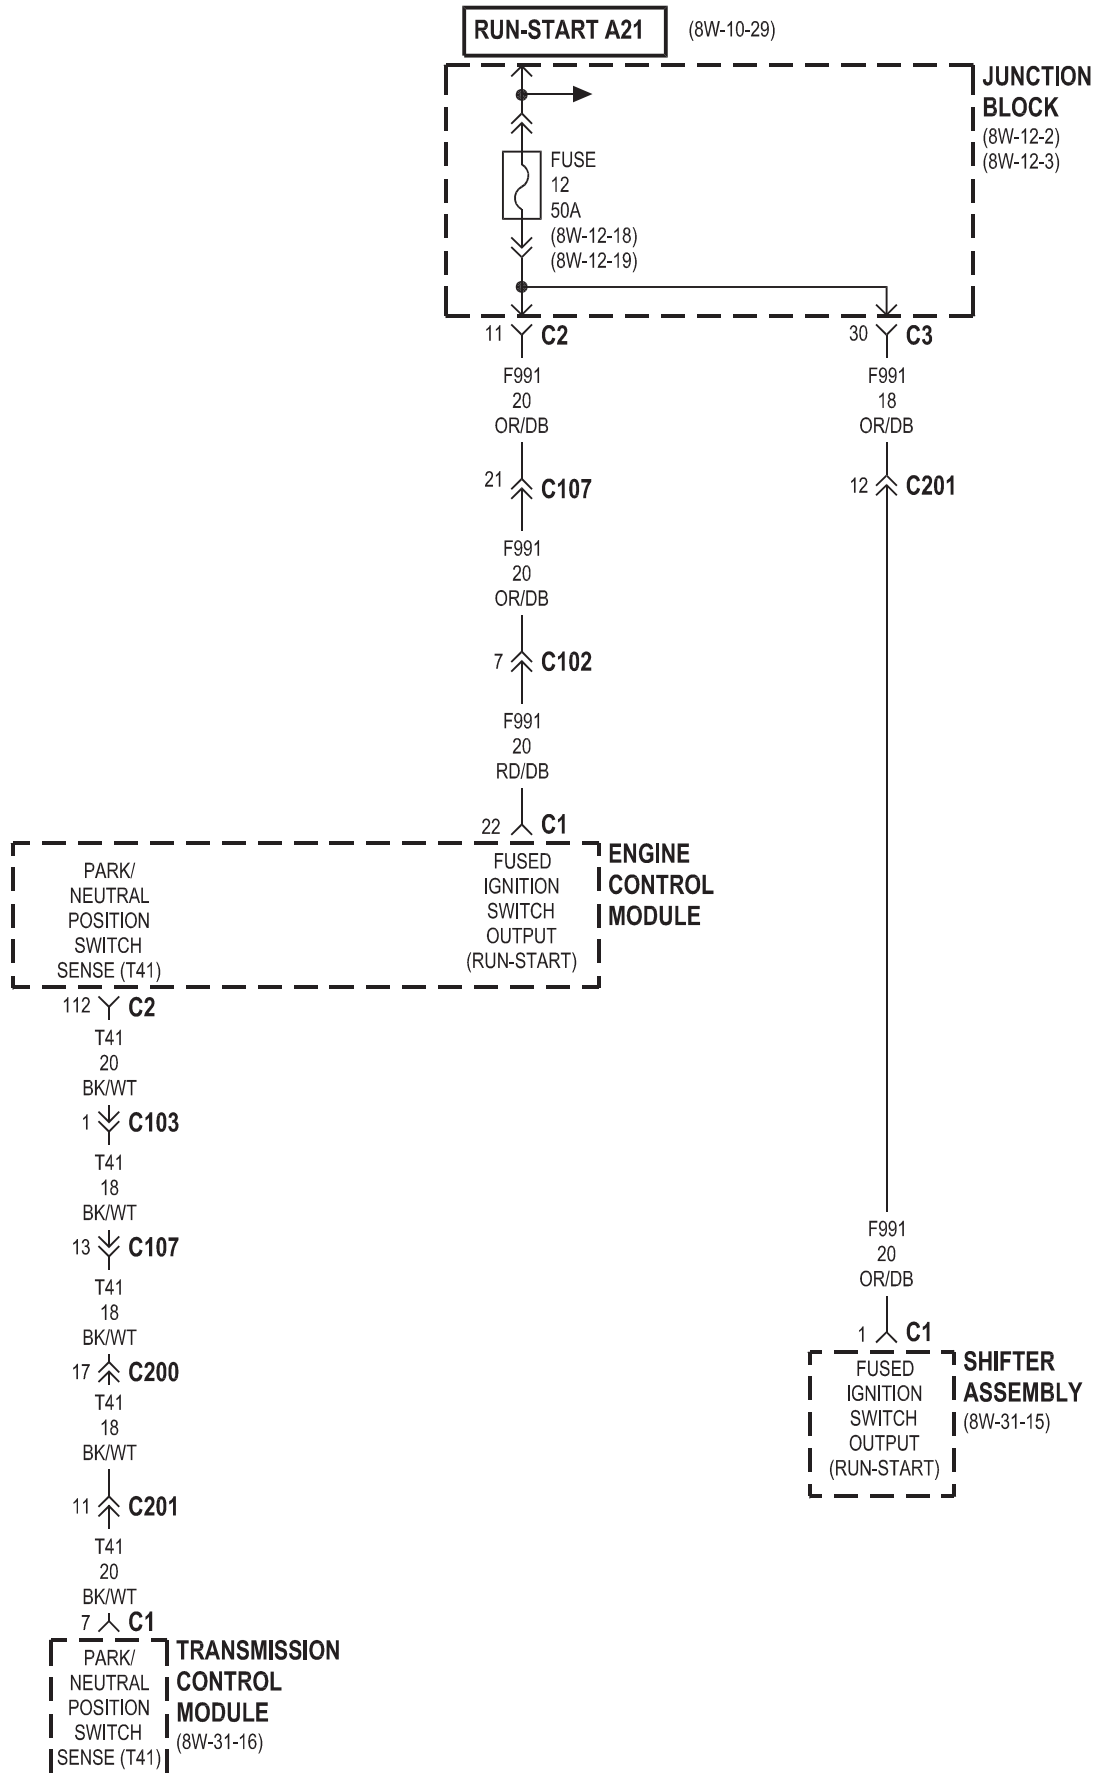 RUN-START A21
(8W-10-29)
JUNCTION
BLOCK
(8W-12-2)
(8W-12-3)
FUSE
12
50A
(8W-12-18)
(8W-12-19)
11 C2
30 C3
F991
20
OR/DB
F991
18
OR/DB
21 C107
12 C201
F991
20
OR/DB
7 C102
F991
20
RD/DB
22 C1
ENGINE
CONTROL
MODULE
PARK/
NEUTRAL
POSITION
SWITCH
SENSE (T41)
FUSED
IGNITION
SWITCH
OUTPUT
(RUN-START)
112 C2
T41
20
BK/WT
1 C103
T41
18
BK/WT
13 C107
T41
18
BK/WT
17 C200
T41
18
BK/WT
11 C201
T41
20
BK/WT
7 C1
TRANSMISSION
CONTROL
MODULE
(8W-31-16)
PARK/
NEUTRAL
POSITION
SWITCH
SENSE (T41)
F991
20
OR/DB
1 C1
SHIFTER
ASSEMBLY
(8W-31-15)
FUSED
IGNITION
SWITCH
OUTPUT
(RUN-START)